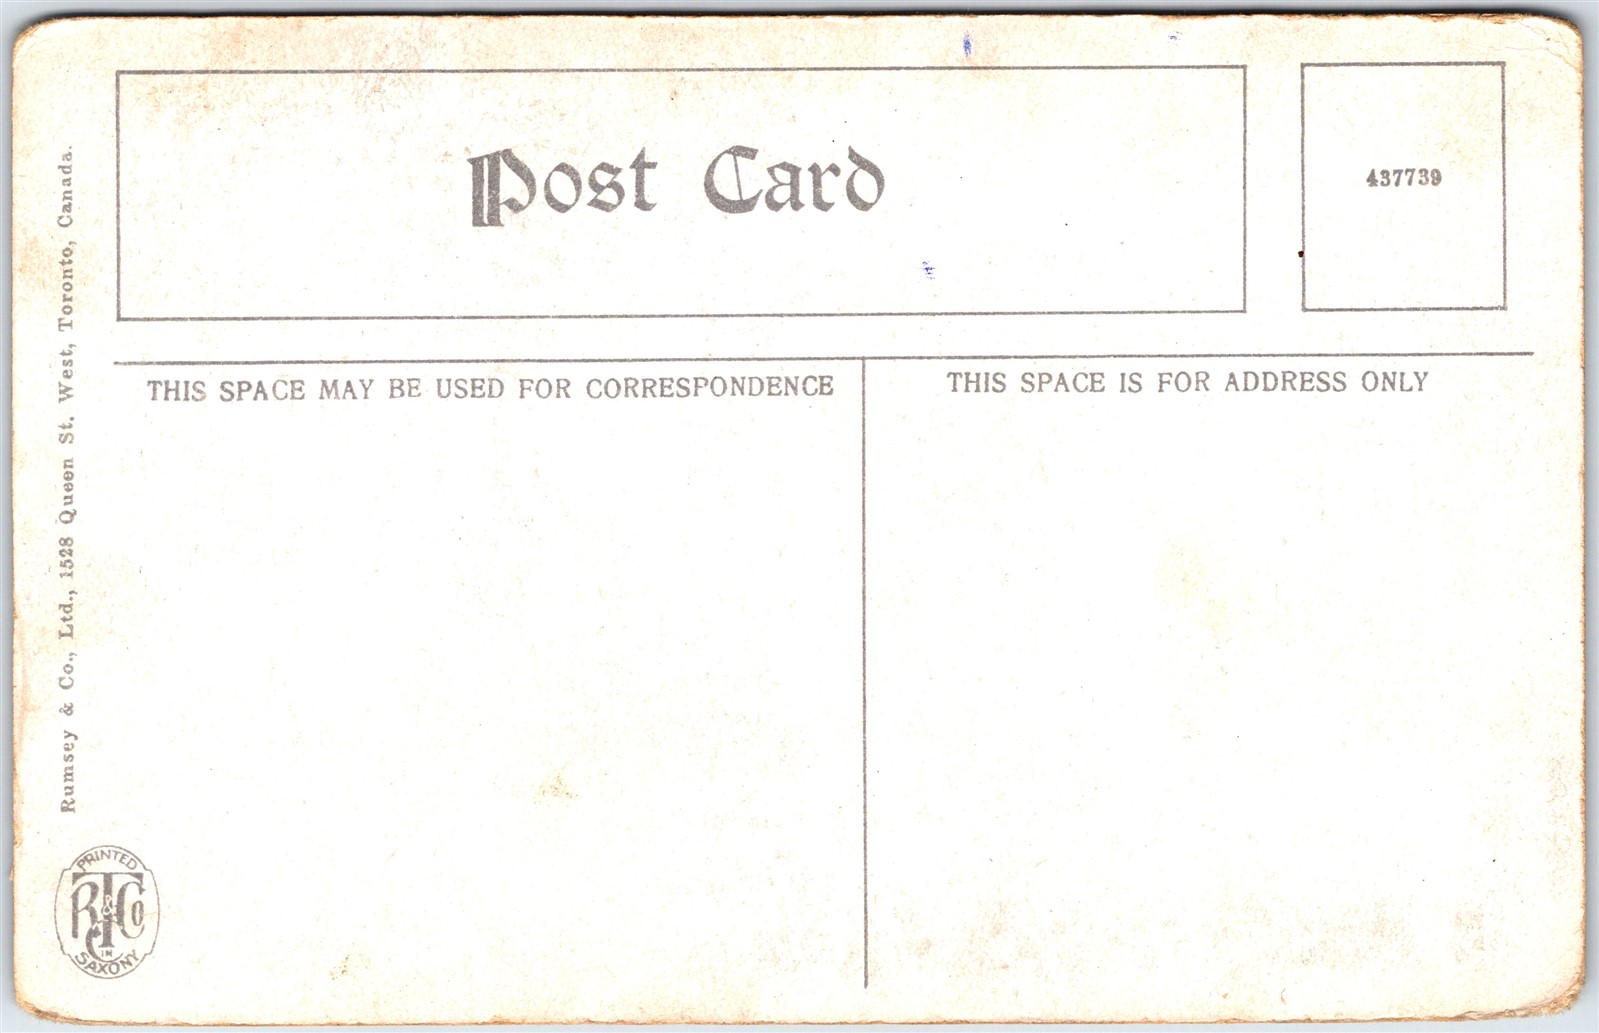 Post Card
437739
THIS SPACE MAY BE USED FOR CORRESPONDENCE
THIS SPACE IS FOR ADDRESS ONLY
Rumsey & Co., Ltd., 1528 Queen St. West, Toronto, Canada.
PRINTED
RT&Co
IN
SAXONY